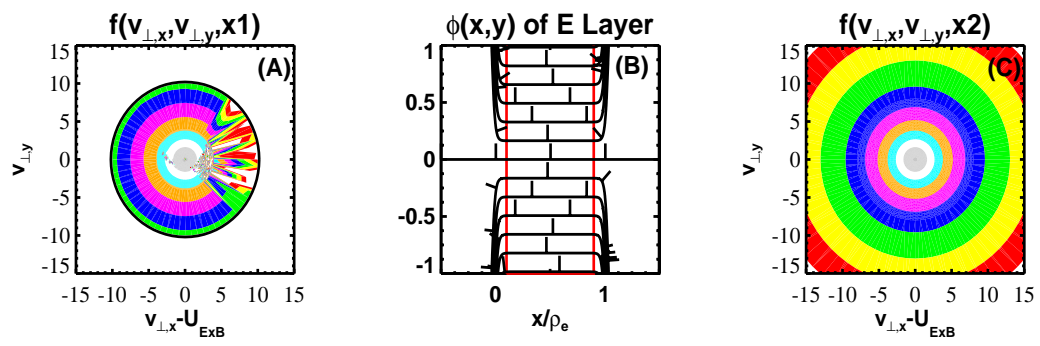 f(v⊥,x,v⊥,y,x1)
15
10
5
0
-5
-10
-15
v⊥,y
(A)
-15 -10 -5 0 5 10 15
v⊥,x-UExB
ϕ(x,y) of E Layer
1
0.5
0
-0.5
-1
(B)
0 1
x/ρe
f(v⊥,x,v⊥,y,x2)
15
10
5
0
-5
-10
-15
v⊥,y
(C)
-15 -10 -5 0 5 10 15
v⊥,x-UExB